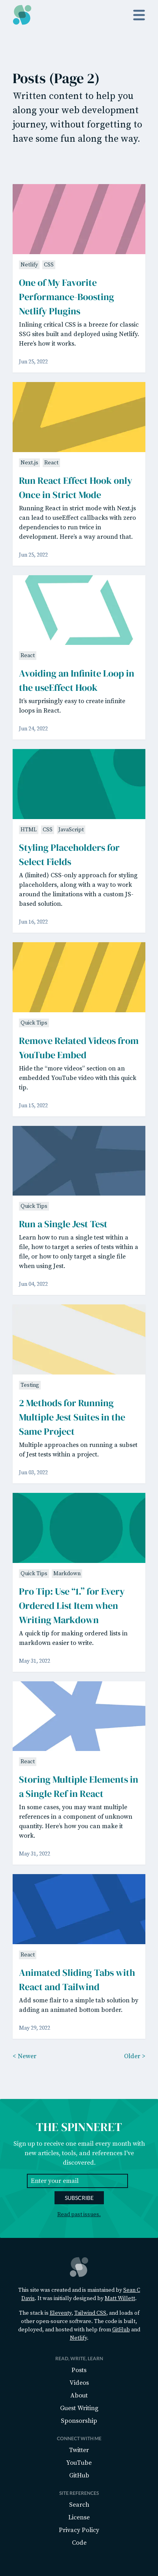 Posts (Page 2)
Written content to help you
along your web development
journey, without forgetting to
have some fun along the way.
Netlify CSS
One of My Favorite
Performance-Boosting
Netlify Plugins
Inlining critical CSS is a breeze for classic
SSG sites built and deployed using Netlify.
Here's how it works.
Jun 25, 2022
Next.js React
Run React Effect Hook only
Once in Strict Mode
Running React in strict mode with Next.js
can lead to useEffect callbacks with zero
dependencies to run twice in
development. Here's a way around that.
Jun 25, 2022
React
Avoiding an Infinite Loop in
the useEffect Hook
It's surprisingly easy to create infinite
loops in React.
Jun 24, 2022
HTML CSS JavaScript
Styling Placeholders for
Select Fields
A (limited) CSS-only approach for styling
placeholders, along with a way to work
around the limitations with a custom JS-
based solution.
Jun 16, 2022
Quick Tips
Remove Related Videos from
YouTube Embed
Hide the “more videos” section on an
embedded YouTube video with this quick
tip.
Jun 15, 2022
Quick Tips
Run a Single Jest Test
Learn how to run a single test within a
file, how to target a series of tests within a
file, or how to only target a single file
when using Jest.
Jun 04, 2022
Testing
2 Methods for Running
Multiple Jest Suites in the
Same Project
Multiple approaches on running a subset
of Jest tests within a project.
Jun 03, 2022
Quick Tips Markdown
Pro Tip: Use “1.” for Every
Ordered List Item when
Writing Markdown
A quick tip for making ordered lists in
markdown easier to write.
May 31, 2022
React
Storing Multiple Elements in
a Single Ref in React
In some cases, you may want multiple
references in a component of unknown
quantity. Here's how you can make it
work.
May 31, 2022
React
Animated Sliding Tabs with
React and Tailwind
Add some flair to a simple tab solution by
adding an animated bottom border.
May 29, 2022
< Newer
Older >
THE SPINNERET
Sign up to receive one email every month with
new articles, tools, and references I've
discovered.
Enter your email
SUBSCRIBE
Read past issues.
This site was created and is maintained by Sean C
Davis. It was initially designed by Matt Willett.
The stack is Eleventy, Tailwind CSS, and loads of
other open source software. The code is built,
distributed, and hosted with help from GitHub and
Netlify.
READ, WRITE, LEARN
Posts
Videos
About
Guest Writing
Sponsorship
CONNECT WITH ME
Twitter
YouTube
GitHub
SITE REFERENCES
Search
License
Privacy Policy
Code